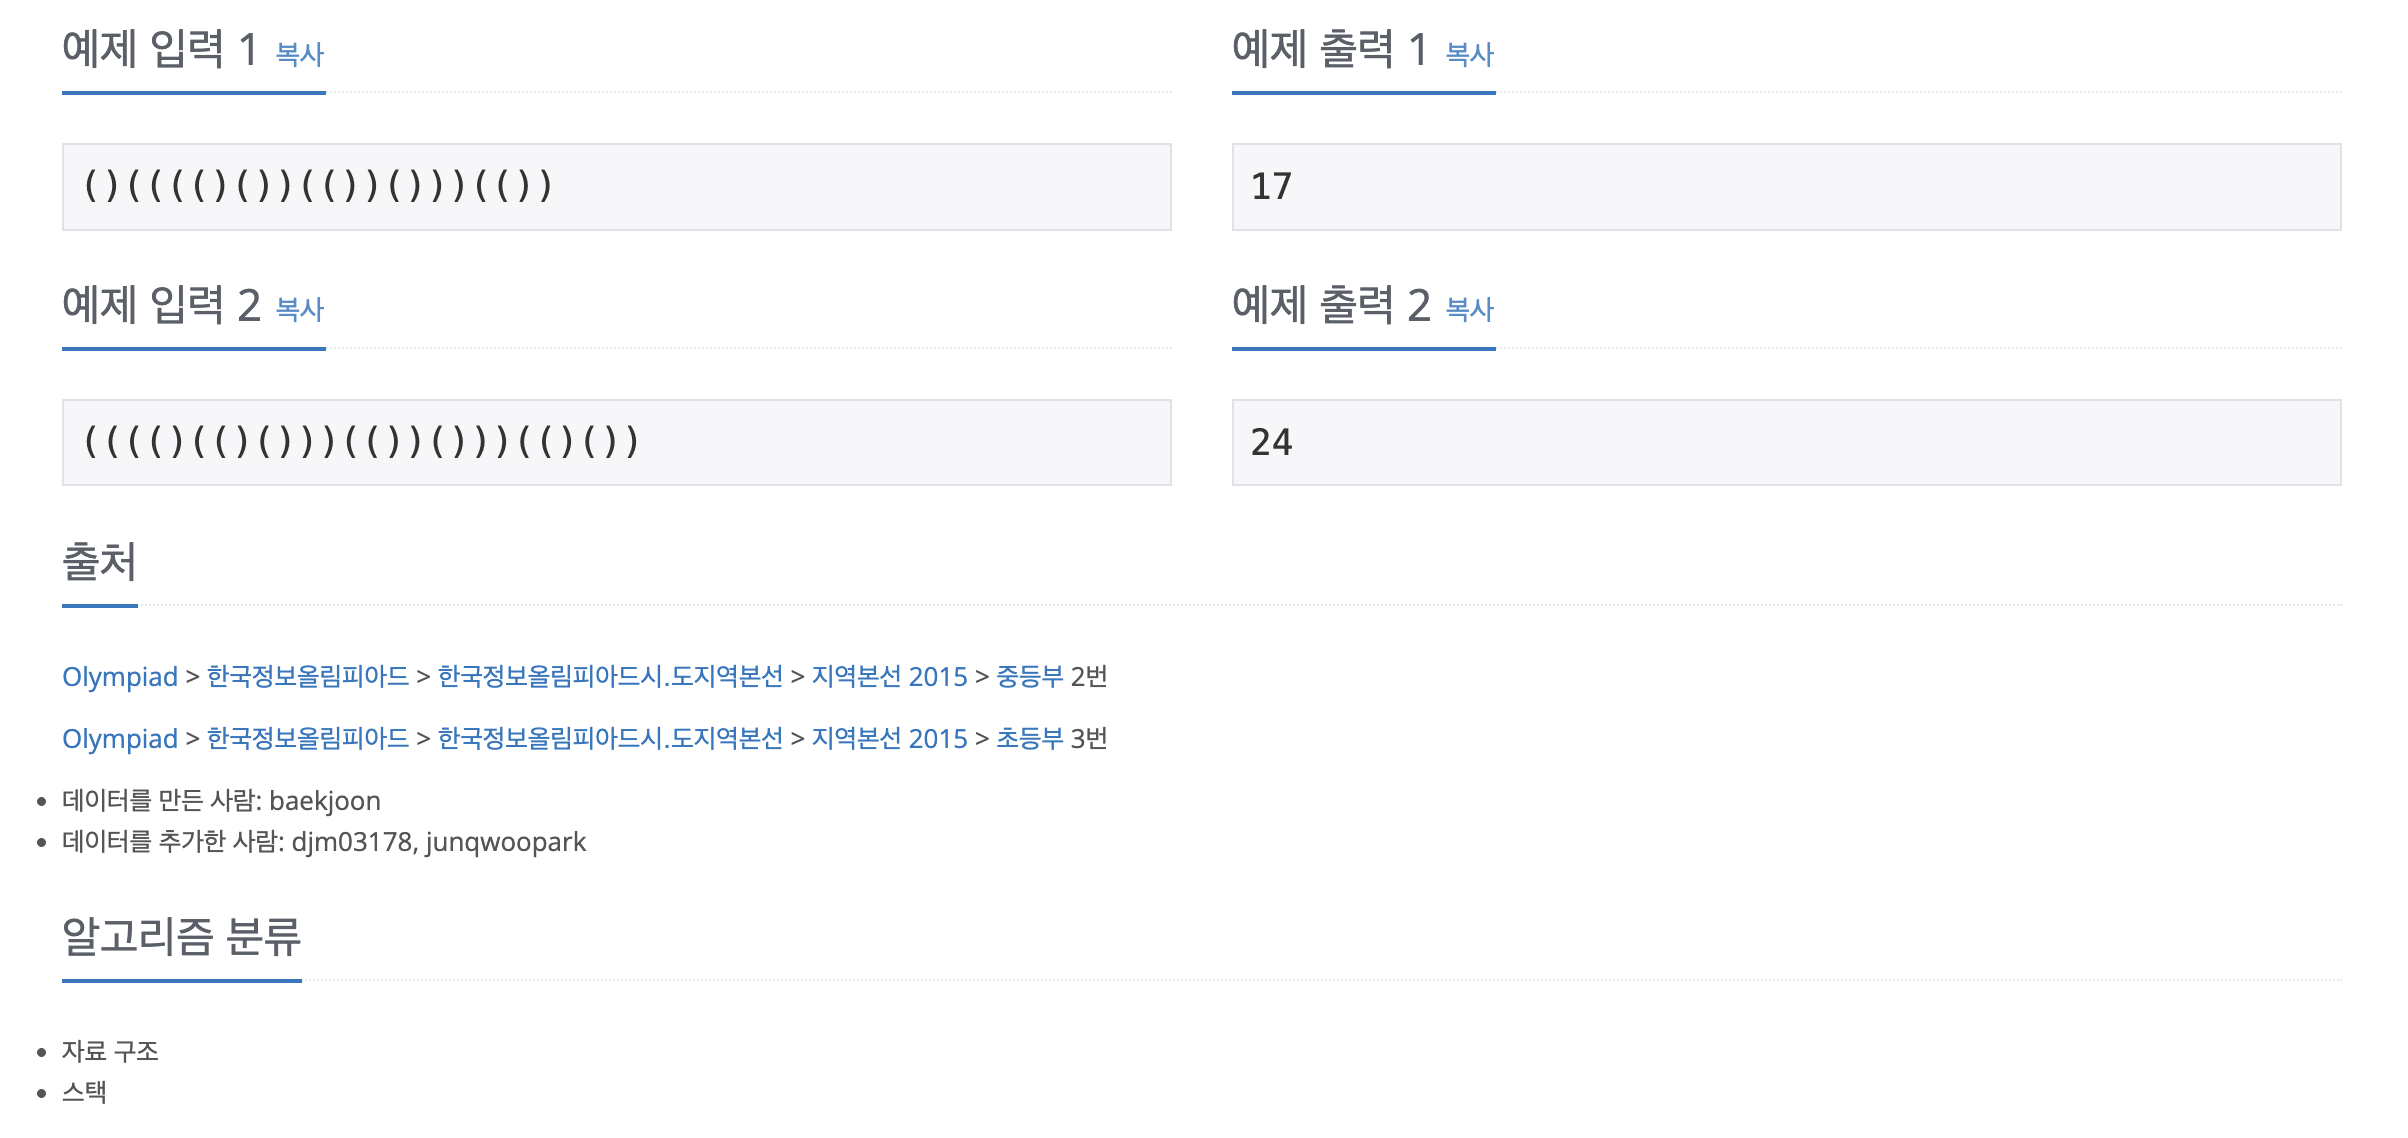 예제 입력 1 복사
()(((()())(())()))(())
예제 출력 1 복사
17
예제 입력 2 복사
(((()(()()))(())()))(()())
예제 출력 2 복사
24
출처
Olympiad > 한국정보올림피아드 > 한국정보올림피아드시.도지역본선 > 지역본선 2015 > 중등부 2번
Olympiad > 한국정보올림피아드 > 한국정보올림피아드시.도지역본선 > 지역본선 2015 > 초등부 3번
• 데이터를 만든 사람: baekjoon
• 데이터를 추가한 사람: djm03178, junqwoopark
알고리즘 분류
• 자료 구조
• 스택